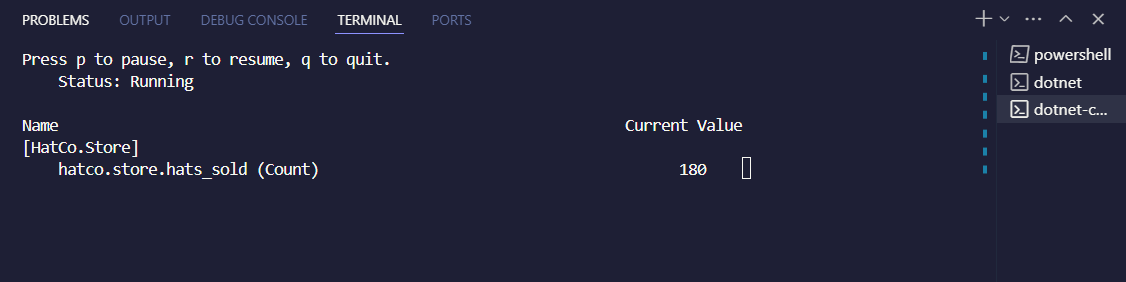 PROBLEMS OUTPUT DEBUG CONSOLE TERMINAL PORTS
Press p to pause, r to resume, q to quit.
Status: Running
Name Current Value
[HatCo.Store]
hatco.store.hats_sold (Count) 180
powershell
dotnet
dotnet-c...